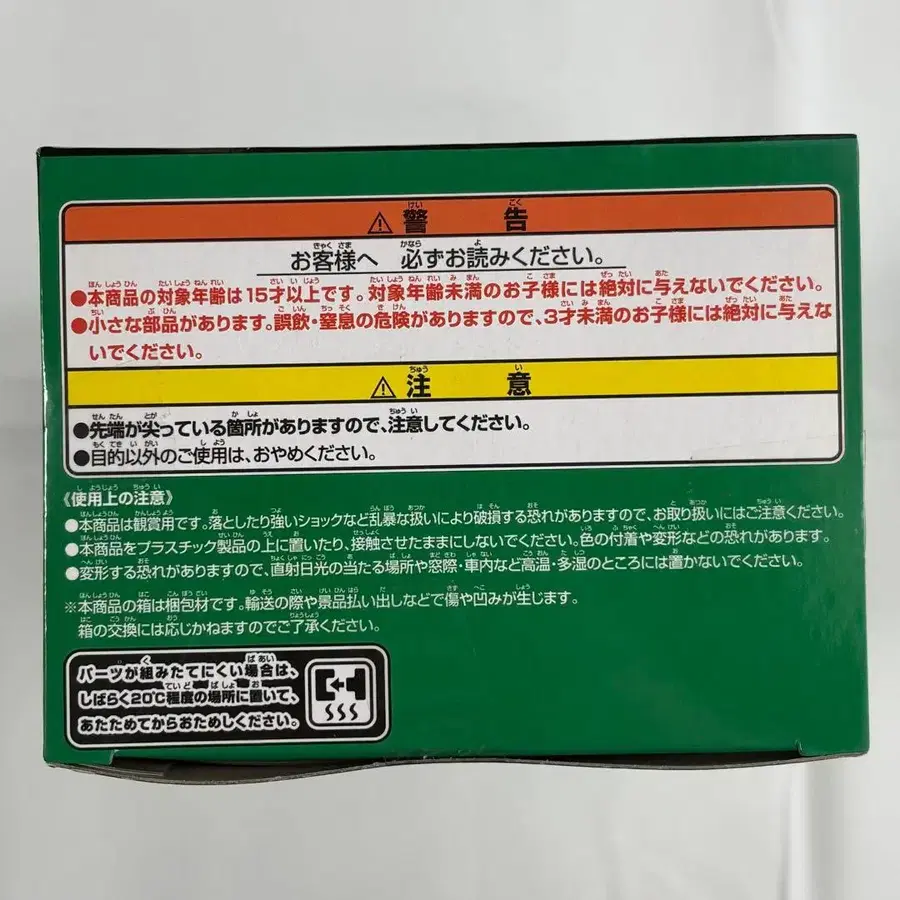 ⚠警告
お客様へ 必ずお読みください。
●本商品の対象年齢は15才以上です。対象年齢未満のお子様には絶対に与えないでください。
●小さな部品があります。誤飲・窒息の危険がありますので、3才未満のお子様には絶対に与えな
いでください。
⚠注意
●先端が尖っている箇所がありますので、注意してください。
●目的以外のご使用は、おやめください。
《使用上の注意》
●本商品は観賞用です。落としたり強いショックなど乱暴な扱いにより破損する恐れがありますので、お取り扱いにはご注意ください。
●本商品をプラスチック製品の上に置いたり、接触させたままにしないでください。色の付着や変形などの恐れがあります。
●変形する恐れがありますので、直射日光の当たる場所や窓際・車内など高温・多湿のところには置かないでください。
※本商品の箱は梱包材です。輸送の際や景品払い出しなどで傷や凹みが生じます。
箱の交換には応じかねますのでご了承ください。
パーツが組みたてにくい場合は、
しばらく20℃程度の場所に置いて、
あたためてからおためしください。